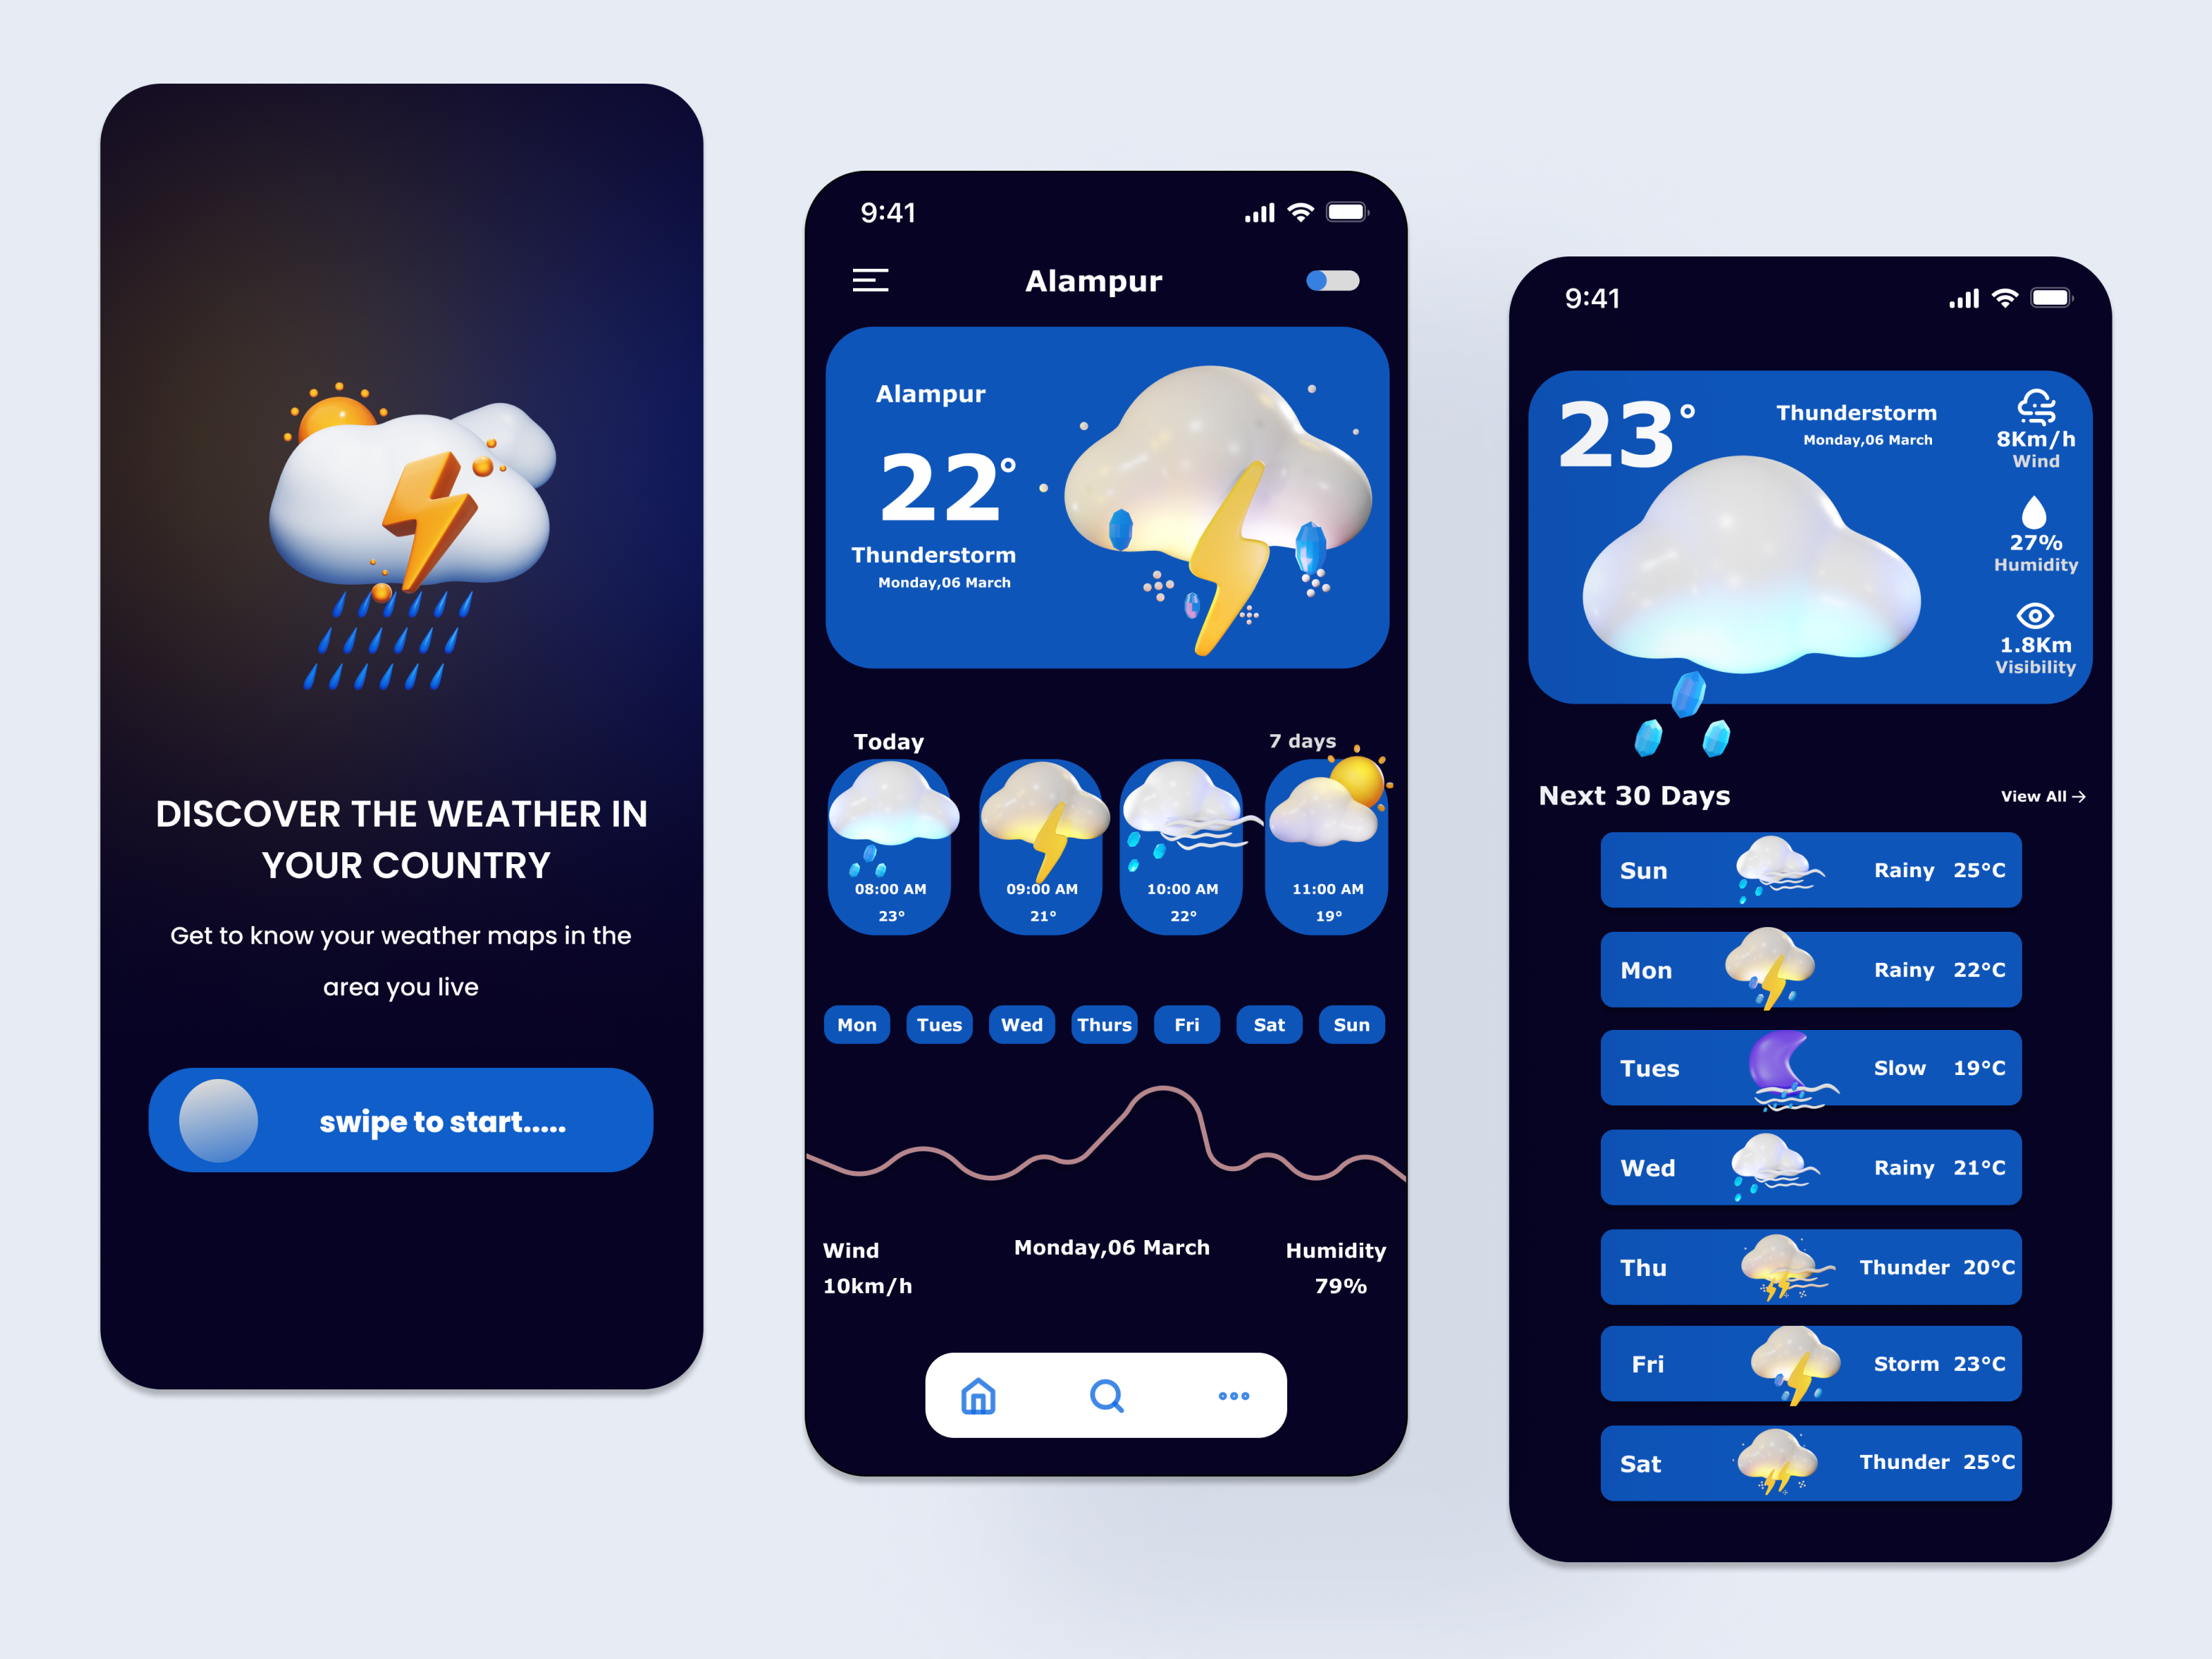 DISCOVER THE WEATHER IN
YOUR COUNTRY
Get to know your weather maps in the
area you live
swipe to start.....
9:41
Alampur
Alampur
22°
Thunderstorm
Monday,06 March
Today
7 days
08:00 AM
23°
09:00 AM
21°
10:00 AM
22°
11:00 AM
19°
Mon
Tues
Wed
Thurs
Fri
Sat
Sun
Wind
10km/h
Monday,06 March
Humidity
79%
9:41
23°
Thunderstorm
Monday,06 March
8Km/h
Wind
27%
Humidity
1.8Km
Visibility
Next 30 Days
View All →
Sun Rainy 25°C
Mon Rainy 22°C
Tues Slow 19°C
Wed Rainy 21°C
Thu Thunder 20°C
Fri Storm 23°C
Sat Thunder 25°C